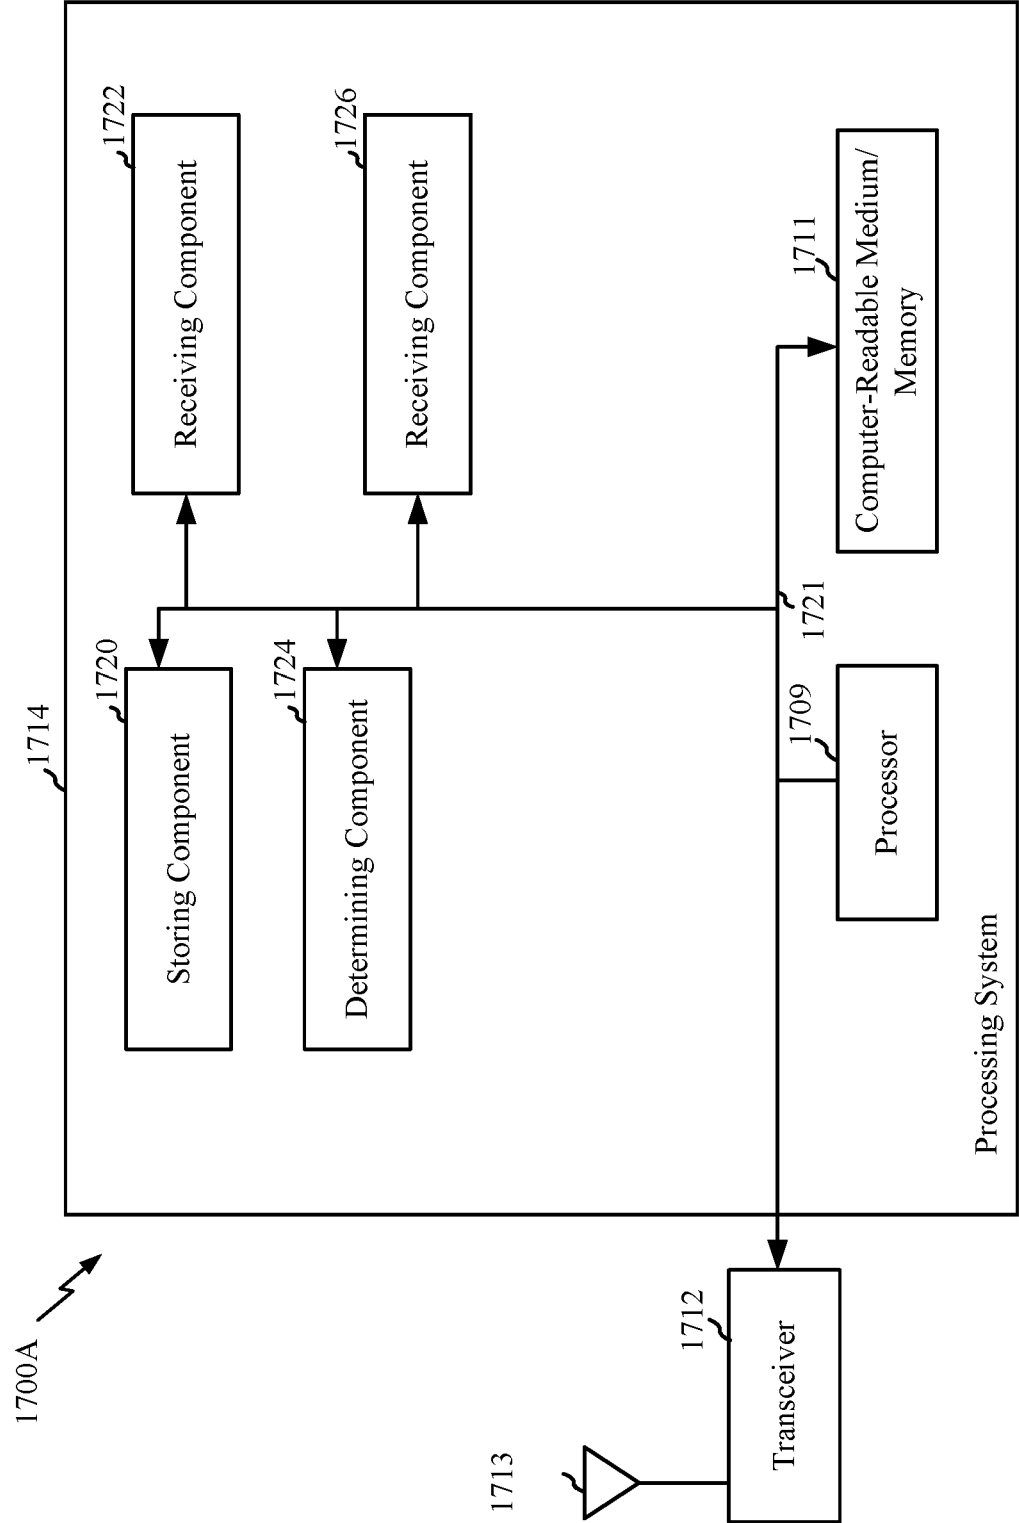 1700A
1714
1720
Storing Component
1722
Receiving Component
1724
Determining Component
1726
Receiving Component
1713
1712
Transceiver
1709
Processor
1721
1711
Computer-Readable Medium/
Memory
Processing System